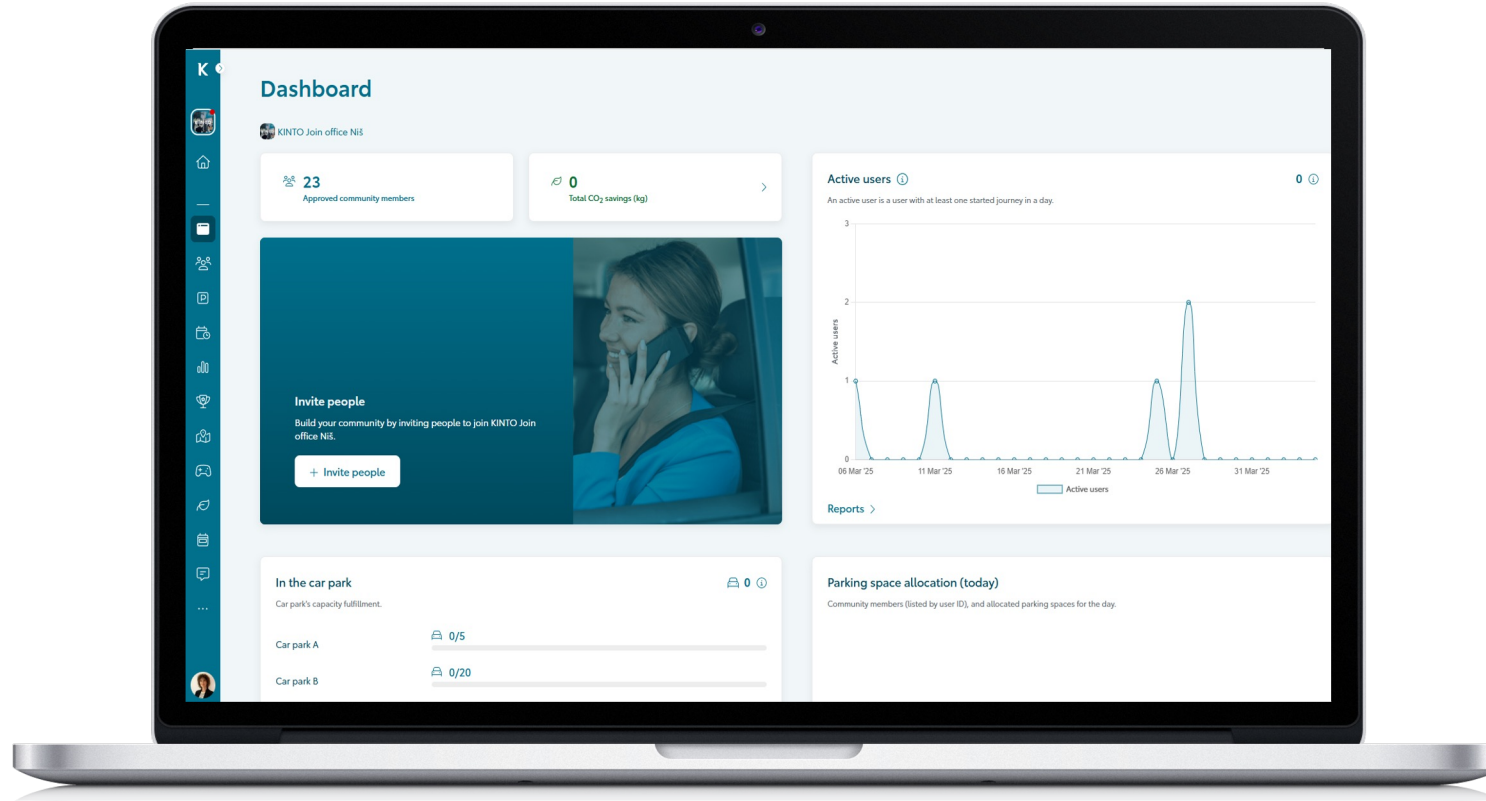 K
Dashboard
KINTO Join office Niš
23
Approved community members
0
Total CO₂ savings (kg)
Invite people
Build your community by inviting people to join KINTO Join
office Niš.
+ Invite people
Active users
0
An active user is a user with at least one started journey in a day.
3
2
1
0
Active users
06 Mar '25
11 Mar '25
16 Mar '25
21 Mar '25
26 Mar '25
31 Mar '25
Active users
Reports
In the car park
0
Car park's capacity fulfillment.
Car park A
0/5
Car park B
0/20
Parking space allocation (today)
Community members (listed by user ID), and allocated parking spaces for the day.
P